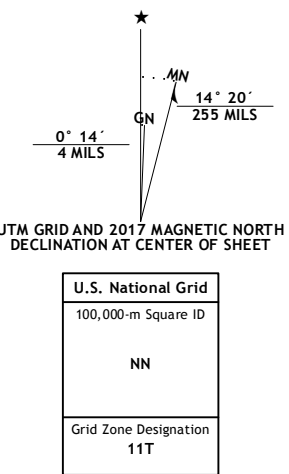 MN
GN
14° 20´
255 MILS
0° 14´
4 MILS
UTM GRID AND 2017 MAGNETIC NORTH
DECLINATION AT CENTER OF SHEET
U.S. National Grid
100,000-m Square ID
NN
Grid Zone Designation
11T